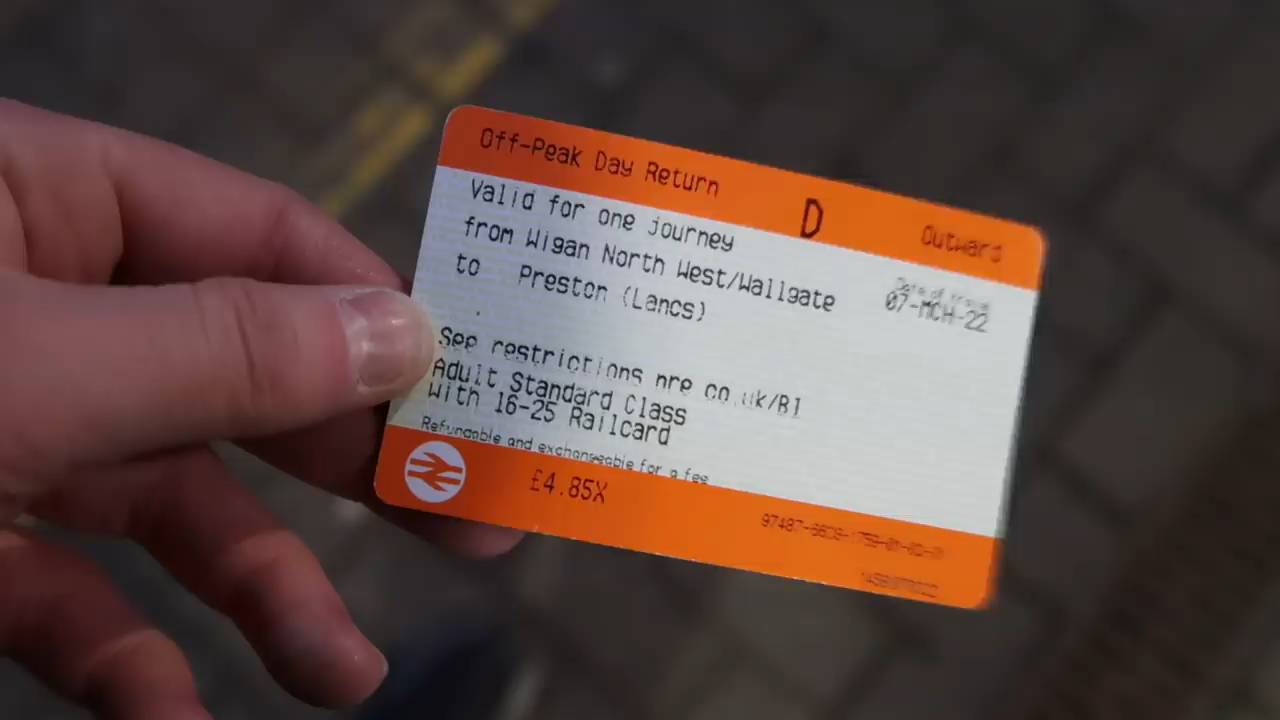 Off-Peak Day Return
D
Outward
Valid for one journey
from Wigan North West/Wallgate
to Preston (Lancs)
Date of travel
07-MCH-22
See restrictions nre.co.uk/B1
Adult Standard Class
With 16-25 Railcard
Refundable and exchangeable for a fee
£4.85X